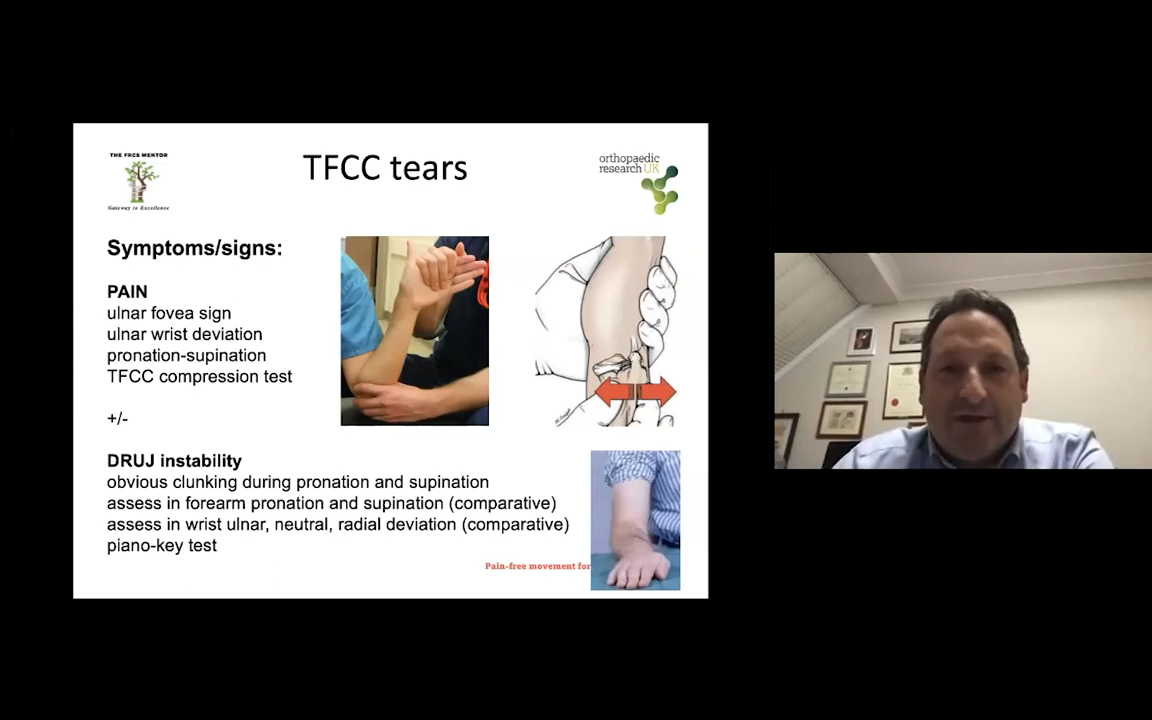 THE FRCS MENTOR
Gateway to Excellence
TFCC tears
orthopaedic
research UK
Symptoms/signs:
PAIN
ulnar fovea sign
ulnar wrist deviation
pronation-supination
TFCC compression test
+/-
DRUJ instability
obvious clunking during pronation and supination
assess in forearm pronation and supination (comparative)
assess in wrist ulnar, neutral, radial deviation (comparative)
piano-key test
Pain-free movement for